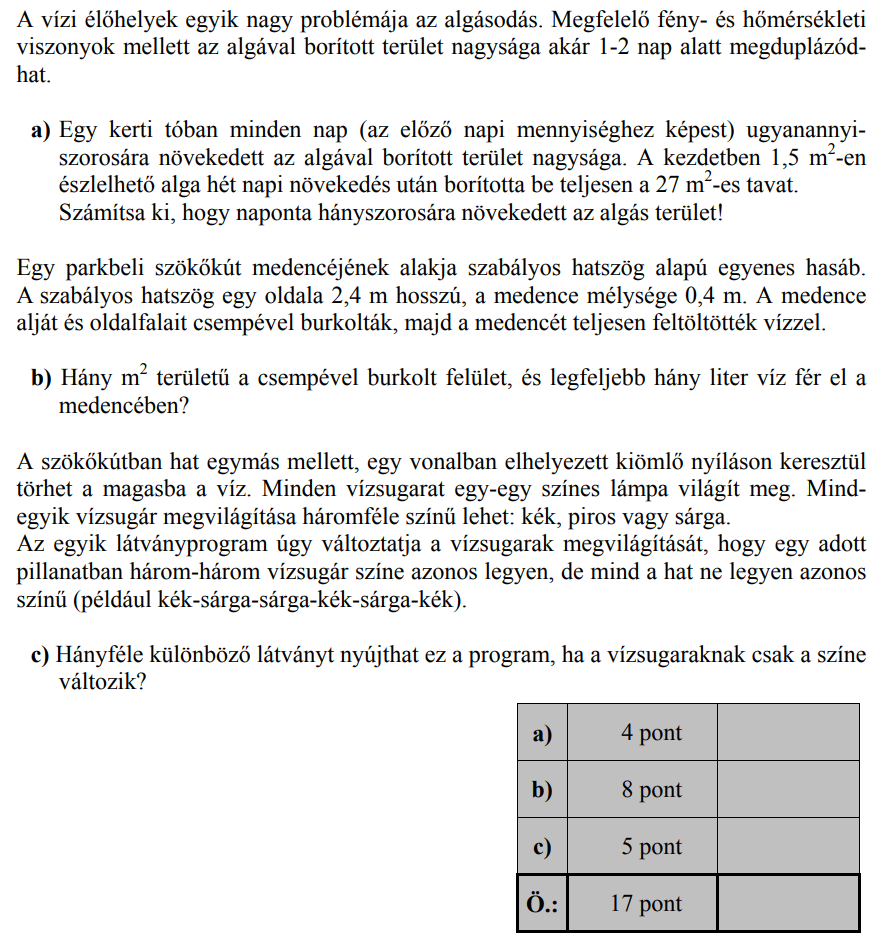 A vízi élőhelyek egyik nagy problémája az algásodás. Megfelelő fény- és hőmérsékleti
viszonyok mellett az algával borított terület nagysága akár 1-2 nap alatt megduplázód-
hat.
a) Egy kerti tóban minden nap (az előző napi mennyiséghez képest) ugyanannyi-
szorosára növekedett az algával borított terület nagysága. A kezdetben 1,5 m²-en
észlelhető alga hét napi növekedés után borította be teljesen a 27 m²-es tavat.
Számítsa ki, hogy naponta hányszorosára növekedett az algás terület!
Egy parkbeli szökőkút medencéjének alakja szabályos hatszög alapú egyenes hasáb.
A szabályos hatszög egy oldala 2,4 m hosszú, a medence mélysége 0,4 m. A medence
alját és oldalfalait csempével burkolták, majd a medencét teljesen feltöltötték vízzel.
b) Hány m² területű a csempével burkolt felület, és legfeljebb hány liter víz fér el a
medencében?
A szökőkútban hat egymás mellett, egy vonalban elhelyezett kiömlő nyíláson keresztül
törhet a magasba a víz. Minden vízsugarat egy-egy színes lámpa világít meg. Mind-
egyik vízsugár megvilágítása háromféle színű lehet: kék, piros vagy sárga.
Az egyik látványprogram úgy változtatja a vízsugarak megvilágítását, hogy egy adott
pillanatban három-három vízsugár színe azonos legyen, de mind a hat ne legyen azonos
színű (például kék-sárga-sárga-kék-sárga-kék).
c) Hányféle különböző látványt nyújthat ez a program, ha a vízsugaraknak csak a színe
változik?
a) 4 pont
b) 8 pont
c) 5 pont
Ö.: 17 pont